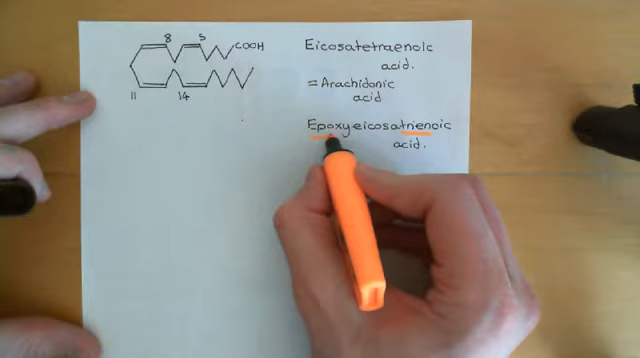 8 5
COOH
11 14
Eicosatetraenoic
acid.
= Arachidonic
acid
Epoxyeicosatrienoic
acid.